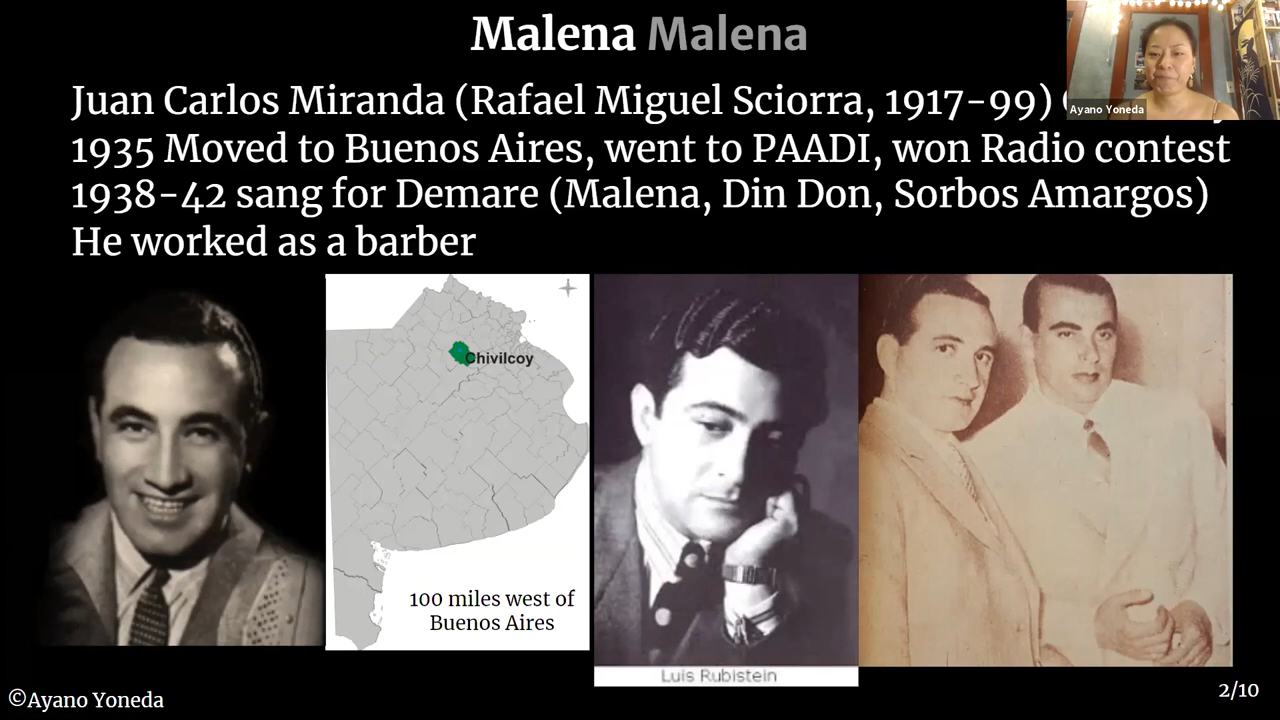 Malena Malena
Juan Carlos Miranda (Rafael Miguel Sciorra, 1917-99)
Ayano Yoneda
1935 Moved to Buenos Aires, went to PAADI, won Radio contest
1938-42 sang for Demare (Malena, Din Don, Sorbos Amargos)
He worked as a barber
Chivilcoy
100 miles west of
Buenos Aires
Luis Rubistein
©Ayano Yoneda
2/10